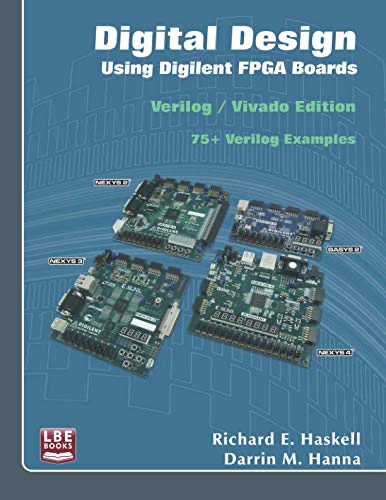 Digital Design
Using Digilent FPGA Boards
Verilog / Vivado Edition
75+ Verilog Examples
NEXYS 2
BASYS 2
NEXYS 3
DIGILENT
NEXYS 4
LBE
BOOKS
Richard E. Haskell
Darrin M. Hanna